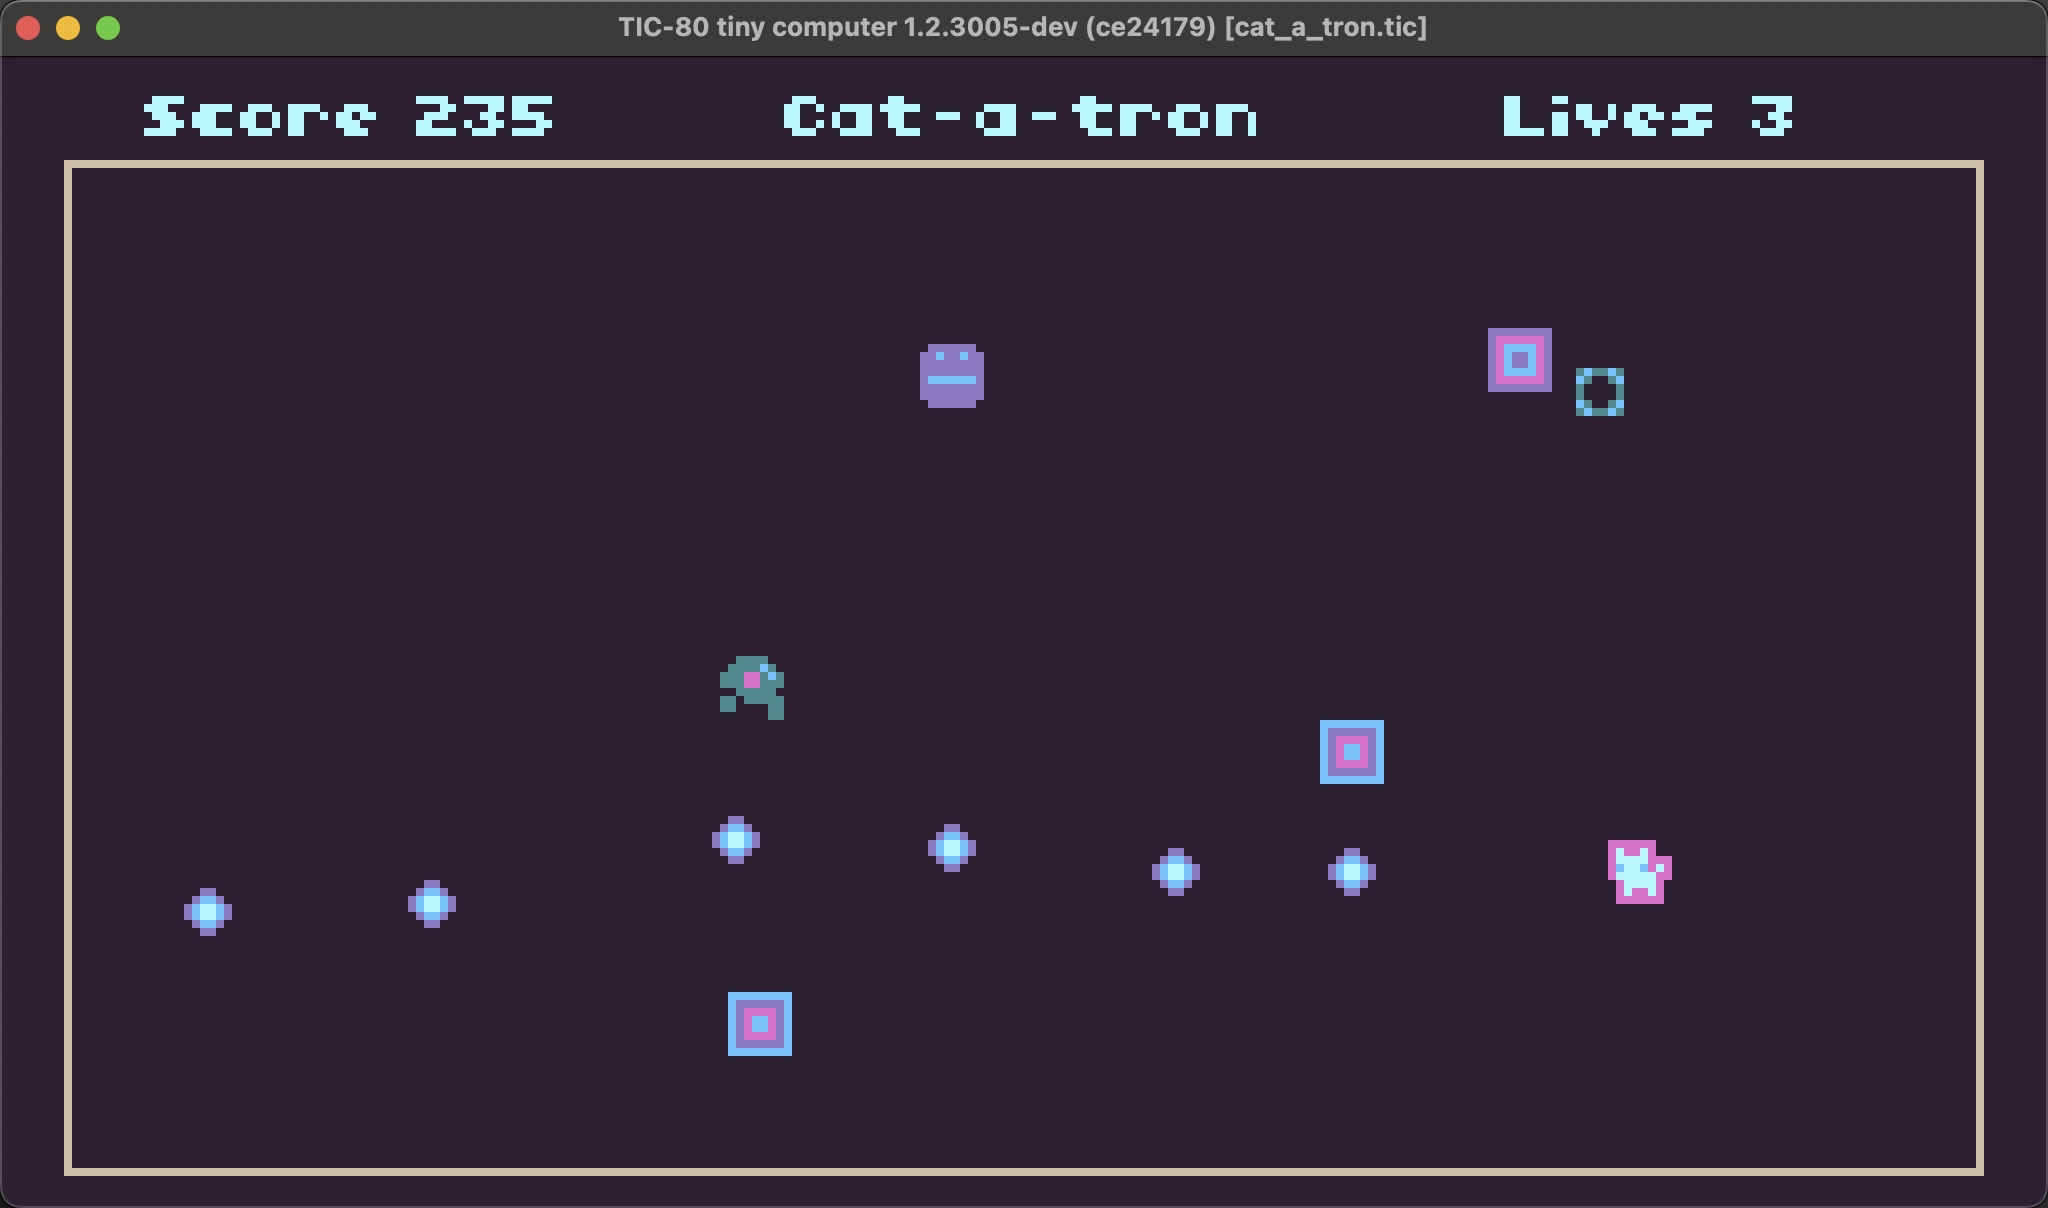 TIC-80 tiny computer 1.2.3005-dev (ce24179) [cat_a_tron.tic]
Score 235 Cat-a-tron Lives 3